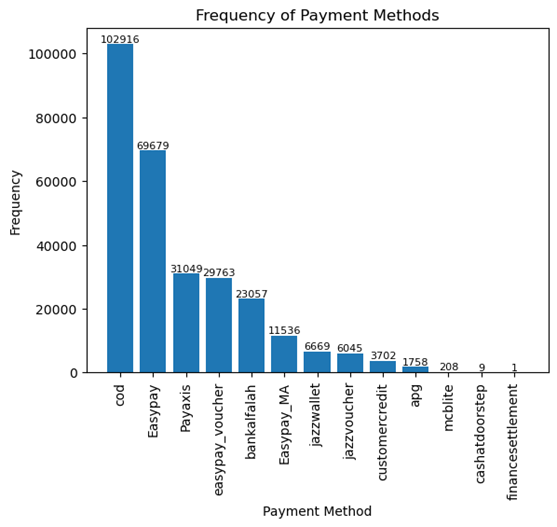 Frequency of Payment Methods
Frequency
100000
80000
60000
40000
20000
0
102916
69679
31049
29763
23057
11536
6669
6045
3702
1758
208
9
1
cod
Easypay
Payaxis
easypay_voucher
bankalfalah
Easypay_MA
jazzwallet
jazzvoucher
customercredit
apg
mcblite
cashatdoorstep
financesettlement
Payment Method